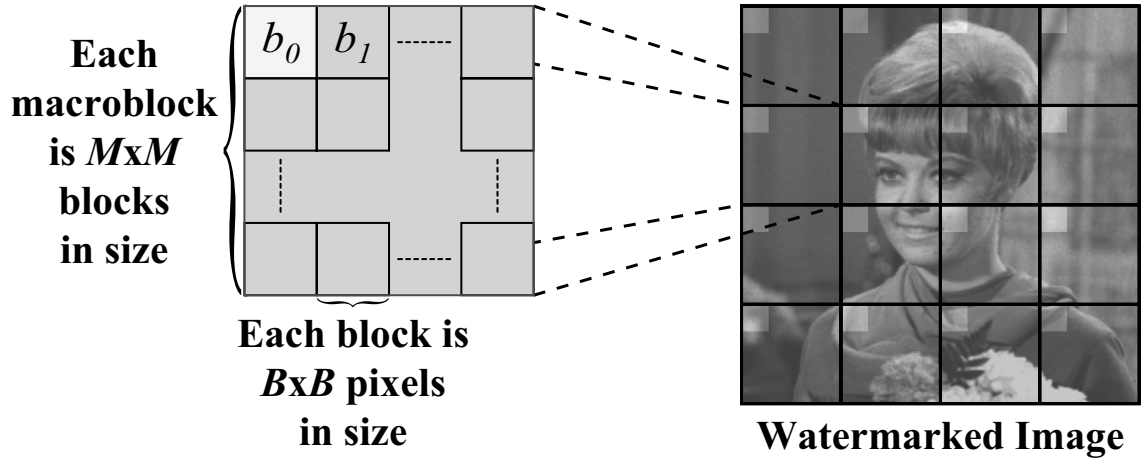 b0 b1
Each
macroblock
is MxM
blocks
in size
Each block is
BxB pixels
in size
Watermarked Image